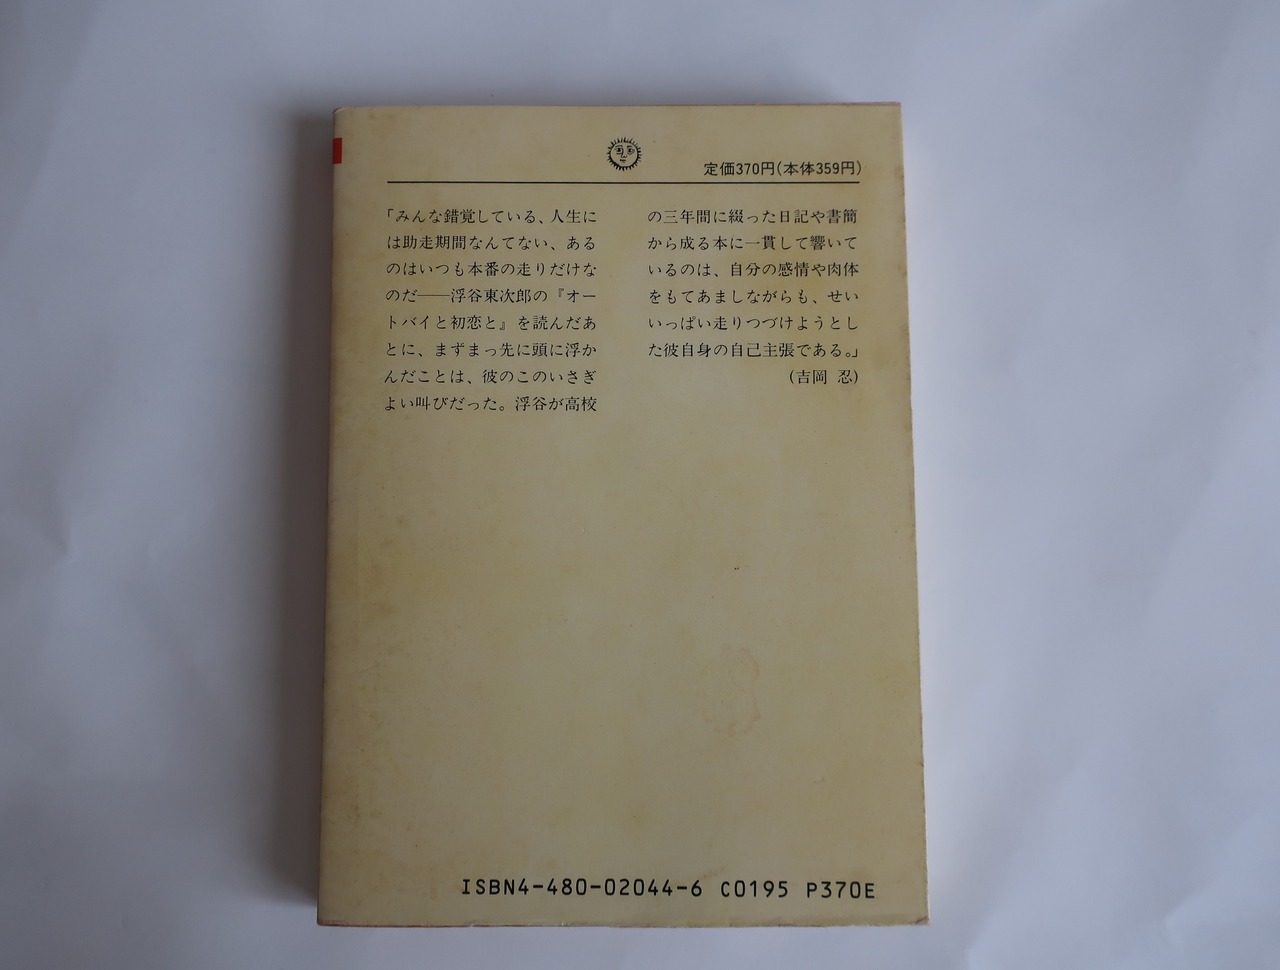 定価370円(本体359円)
「みんな錯覚している、人生に
は助走期間なんてない、ある
のはいつも本番の走りだけな
のだ──浮谷東次郎の『オー
トバイと初恋と』を読んだあ
とに、まずまっ先に頭に浮か
んだことは、彼のこのいさぎ
よい叫びだった。浮谷が高校
の三年間に綴った日記や書簡
から成る本に一貫して響いて
いるのは、自分の感情や肉体
をもてあましながらも、せい
いっぱい走りつづけようとし
た彼自身の自己主張である。」
(吉岡 忍)
ISBN4-480-02044-6 C0195 P370E